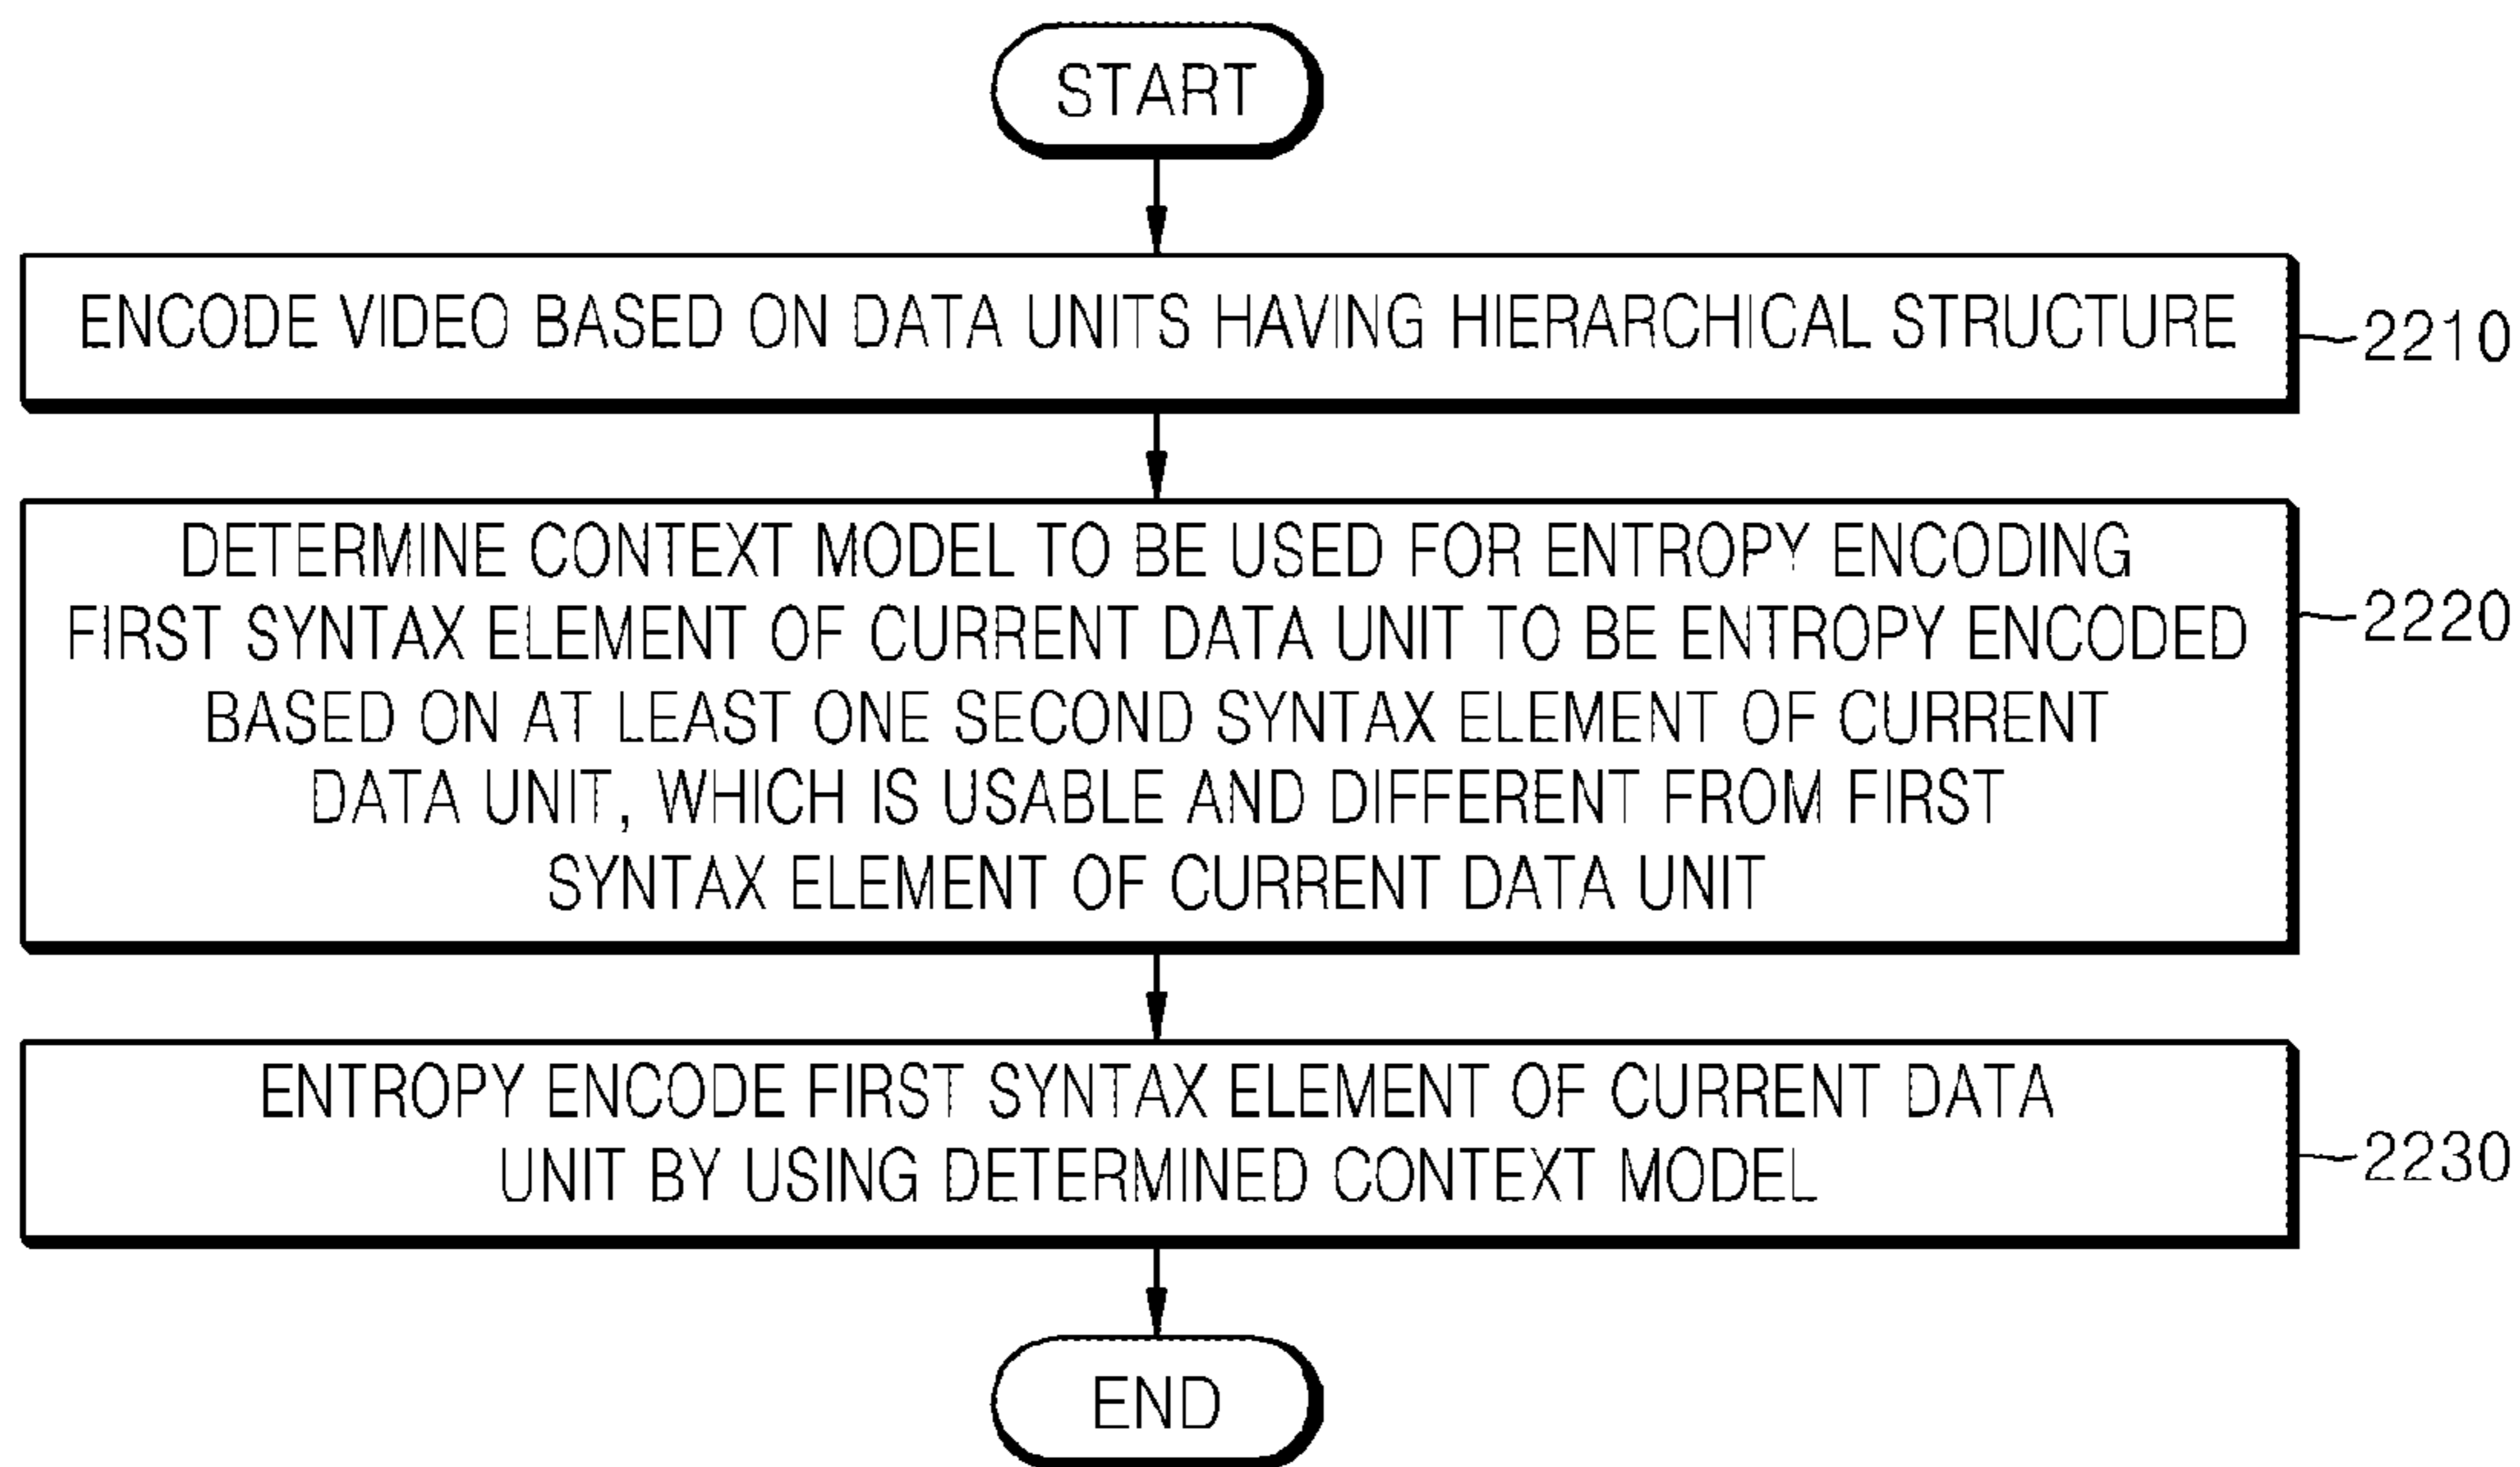 START
ENCODE VIDEO BASED ON DATA UNITS HAVING HIERARCHICAL STRUCTURE
2210
DETERMINE CONTEXT MODEL TO BE USED FOR ENTROPY ENCODING
FIRST SYNTAX ELEMENT OF CURRENT DATA UNIT TO BE ENTROPY ENCODED
BASED ON AT LEAST ONE SECOND SYNTAX ELEMENT OF CURRENT
DATA UNIT, WHICH IS USABLE AND DIFFERENT FROM FIRST
SYNTAX ELEMENT OF CURRENT DATA UNIT
2220
ENTROPY ENCODE FIRST SYNTAX ELEMENT OF CURRENT DATA
UNIT BY USING DETERMINED CONTEXT MODEL
2230
END